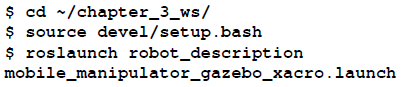 $ cd ~/chapter_3_ws/
$ source devel/setup.bash
$ roslaunch robot_description
mobile_manipulator_gazebo_xacro.launch